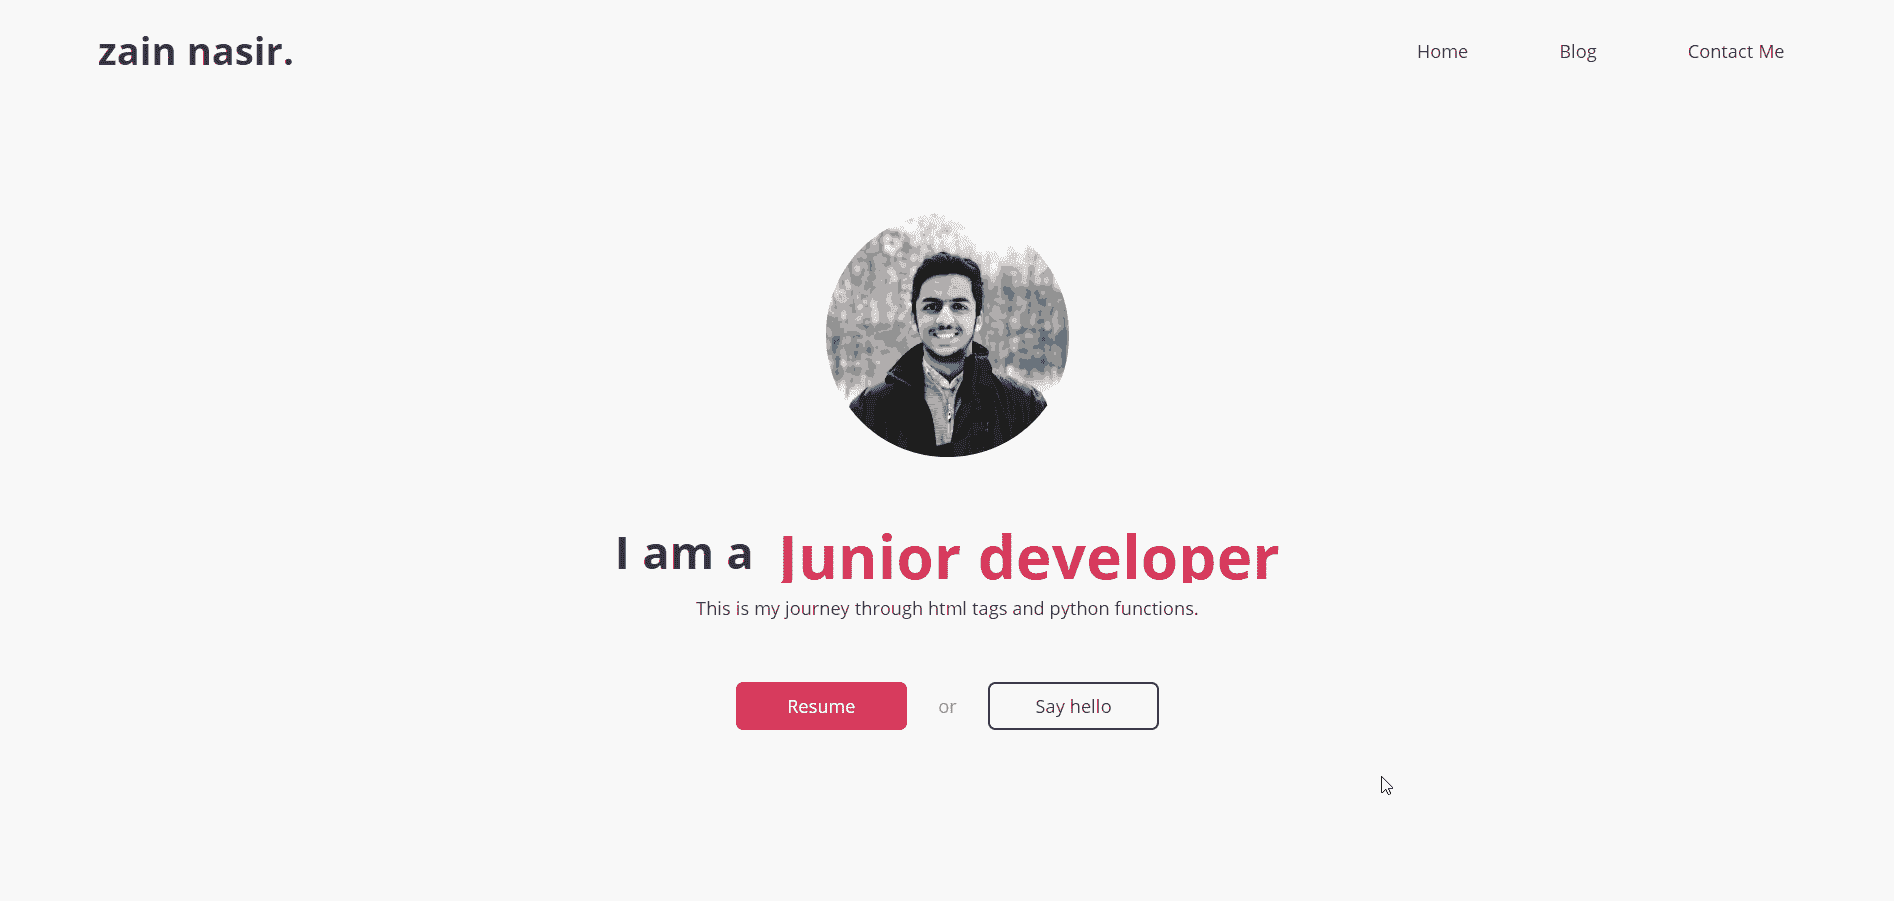 zain nasir.
Home Blog Contact Me
I am a Junior developer
This is my journey through html tags and python functions.
Resume or Say hello